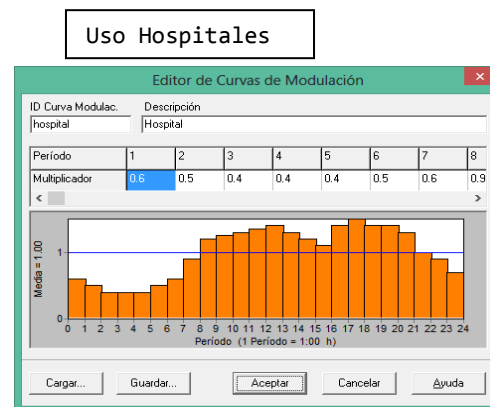 Uso Hospitales
Editor de Curvas de Modulación
ID Curva Modulac. Descripción
hospital Hospital
Período 1 2 3 4 5 6 7 8
Multiplicador 0.6 0.5 0.4 0.4 0.4 0.5 0.6 0.9
Media = 1.00
1
0
0 1 2 3 4 5 6 7 8 9 10 11 12 13 14 15 16 17 18 19 20 21 22 23 24
Período (1 Período = 1:00 h)
Cargar... Guardar... Aceptar Cancelar Ayuda